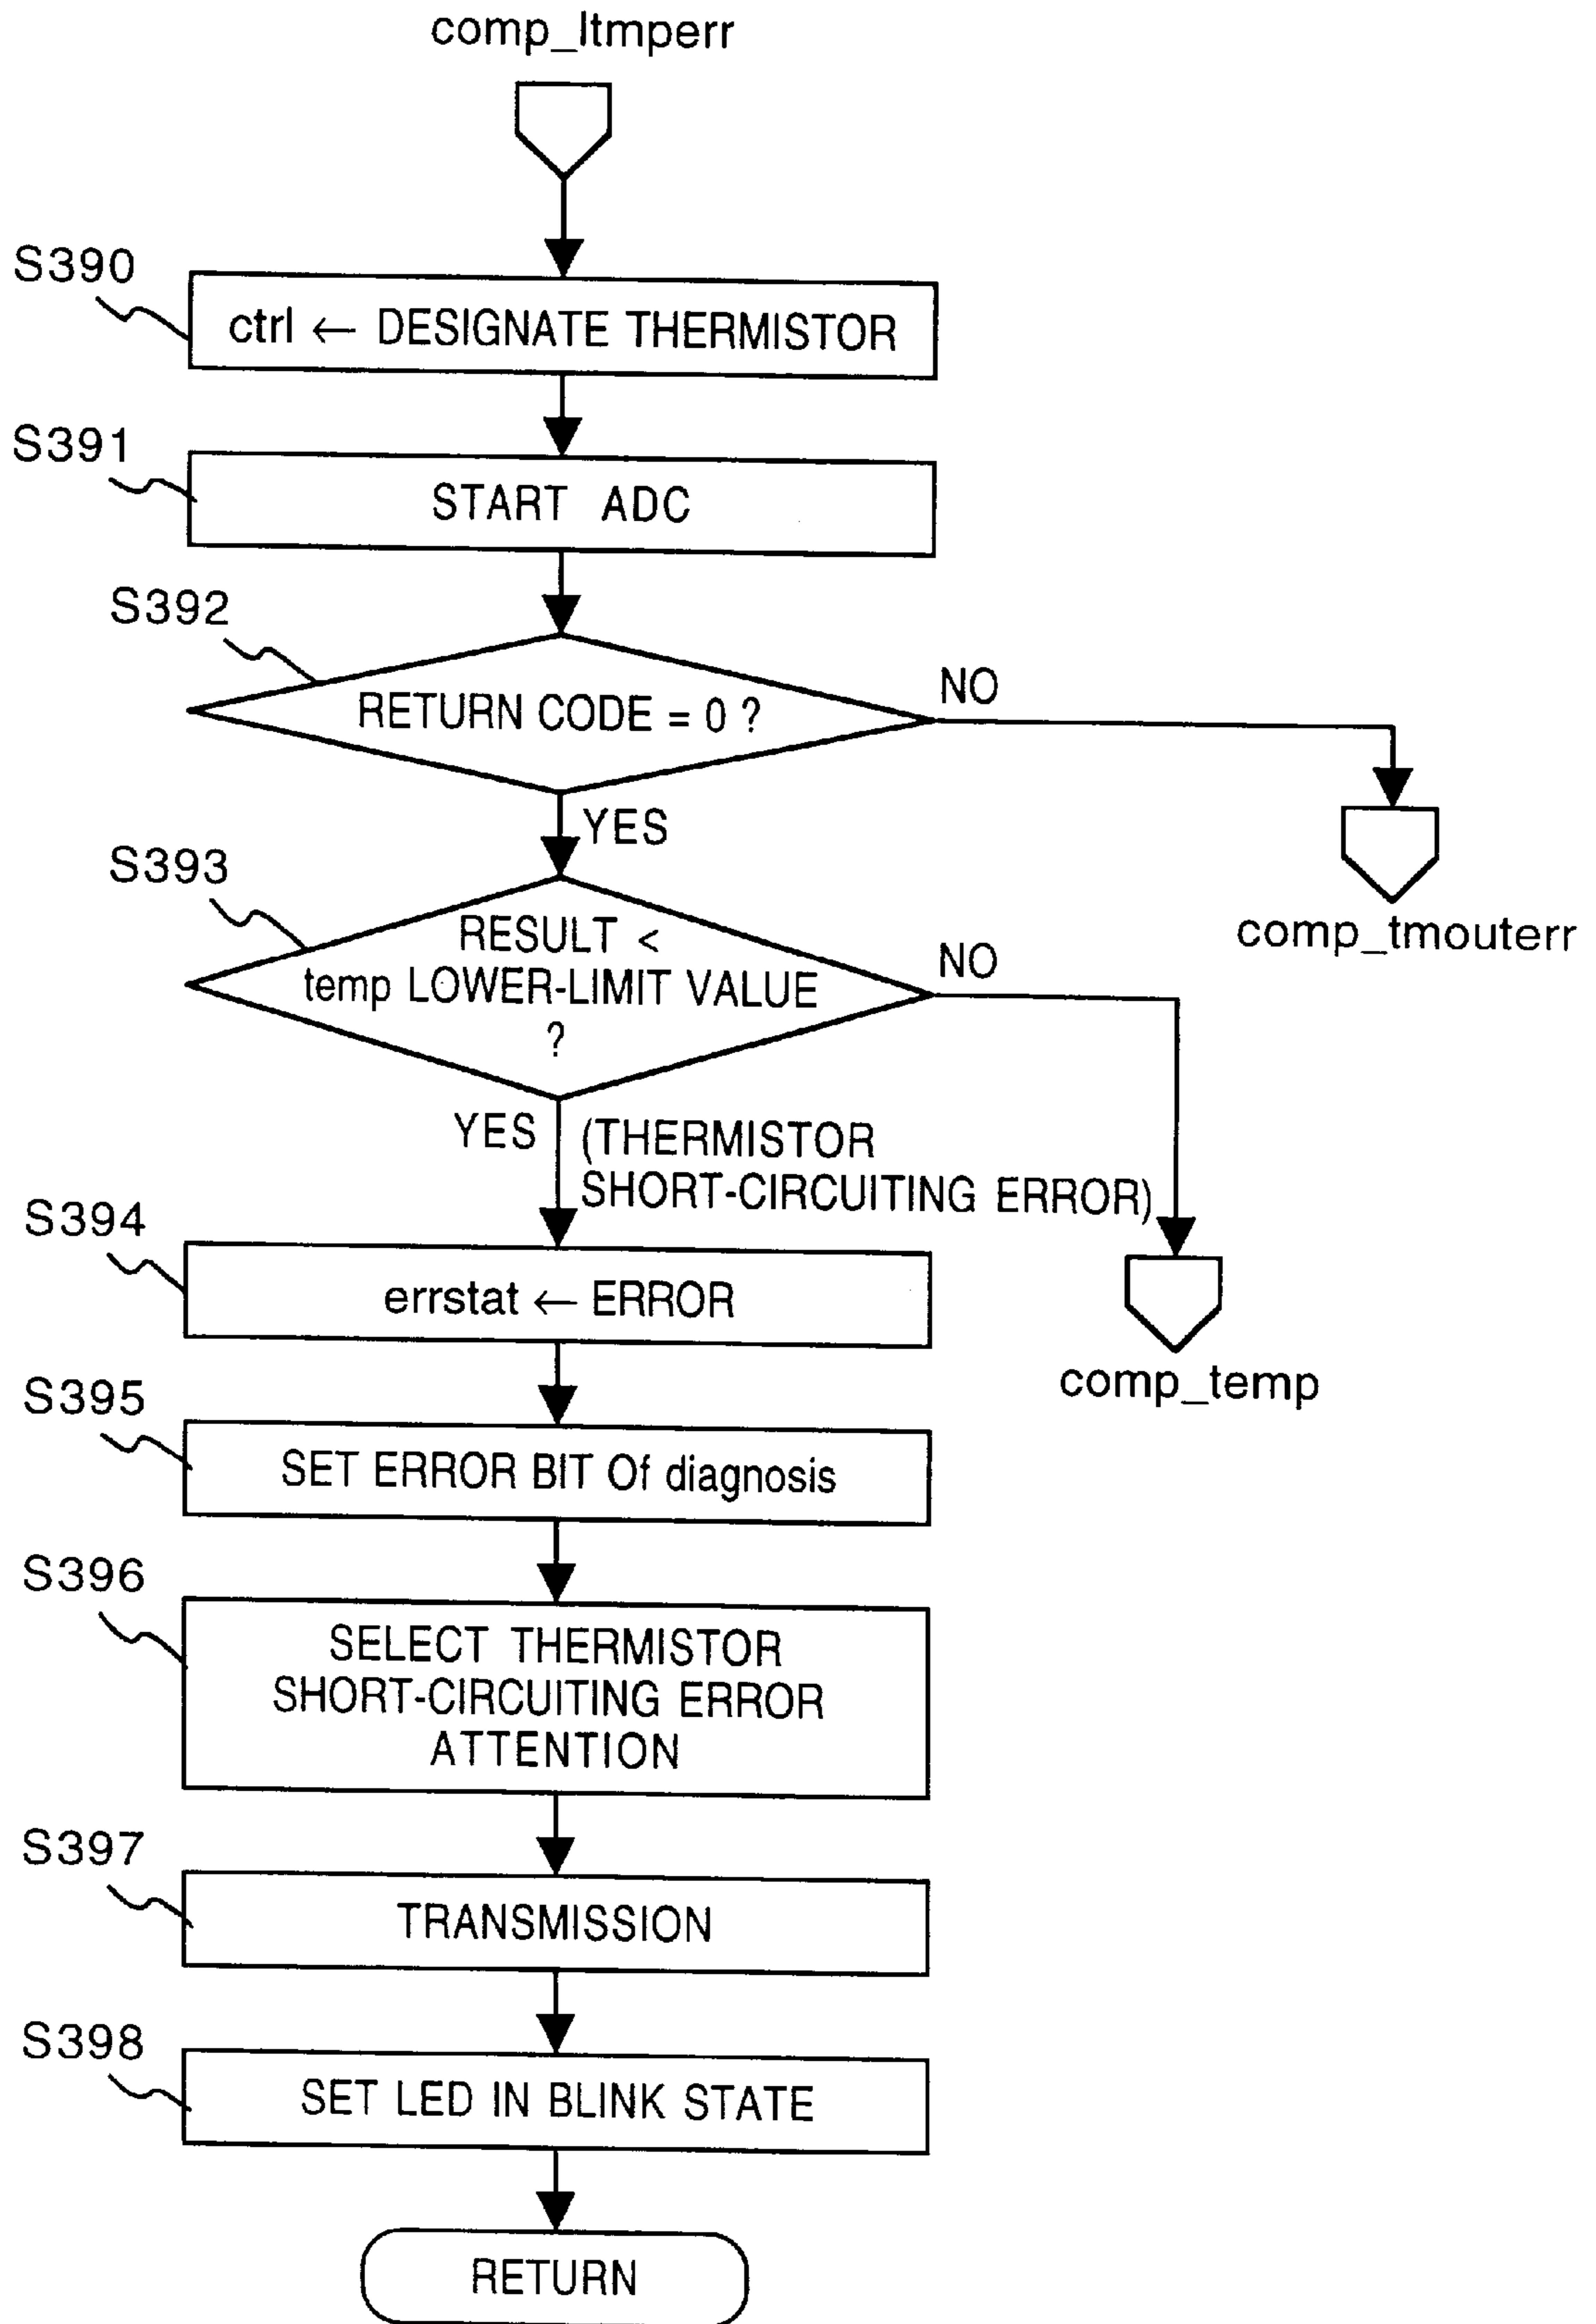 comp_ltmperr
S390
ctrl ← DESIGNATE THERMISTOR
S391
START ADC
S392
RETURN CODE = 0 ?
NO
YES
comp_tmouterr
S393
RESULT <
temp LOWER-LIMIT VALUE
?
NO
YES
(THERMISTOR
SHORT-CIRCUITING ERROR)
comp_temp
S394
errstat ← ERROR
S395
SET ERROR BIT Of diagnosis
S396
SELECT THERMISTOR
SHORT-CIRCUITING ERROR
ATTENTION
S397
TRANSMISSION
S398
SET LED IN BLINK STATE
RETURN